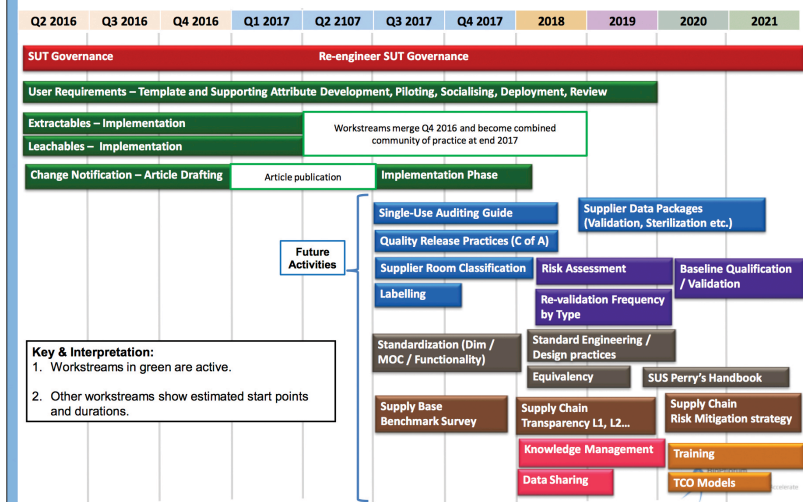 Q2 2016 Q3 2016 Q4 2016 Q1 2017 Q2 2107 Q3 2017 Q4 2017 2018 2019 2020 2021
SUT Governance Re-engineer SUT Governance
User Requirements – Template and Supporting Attribute Development, Piloting, Socialising, Deployment, Review
Extractables – Implementation
Leachables – Implementation
Workstreams merge Q4 2016 and become combined
community of practice at end 2017
Change Notification – Article Drafting
Article publication
Implementation Phase
Future
Activities
Single-Use Auditing Guide
Supplier Data Packages
(Validation, Sterilization etc.)
Quality Release Practices (C of A)
Supplier Room Classification
Risk Assessment
Baseline Qualification
/ Validation
Labelling
Re-validation Frequency
by Type
Standardization (Dim /
MOC / Functionality)
Standard Engineering /
Design practices
Equivalency
SUS Perry's Handbook
Supply Base
Benchmark Survey
Supply Chain
Transparency L1, L2...
Supply Chain
Risk Mitigation strategy
Knowledge Management
Training
Data Sharing
TCO Models
Key & Interpretation:
1. Workstreams in green are active.
2. Other workstreams show estimated start points
and durations.